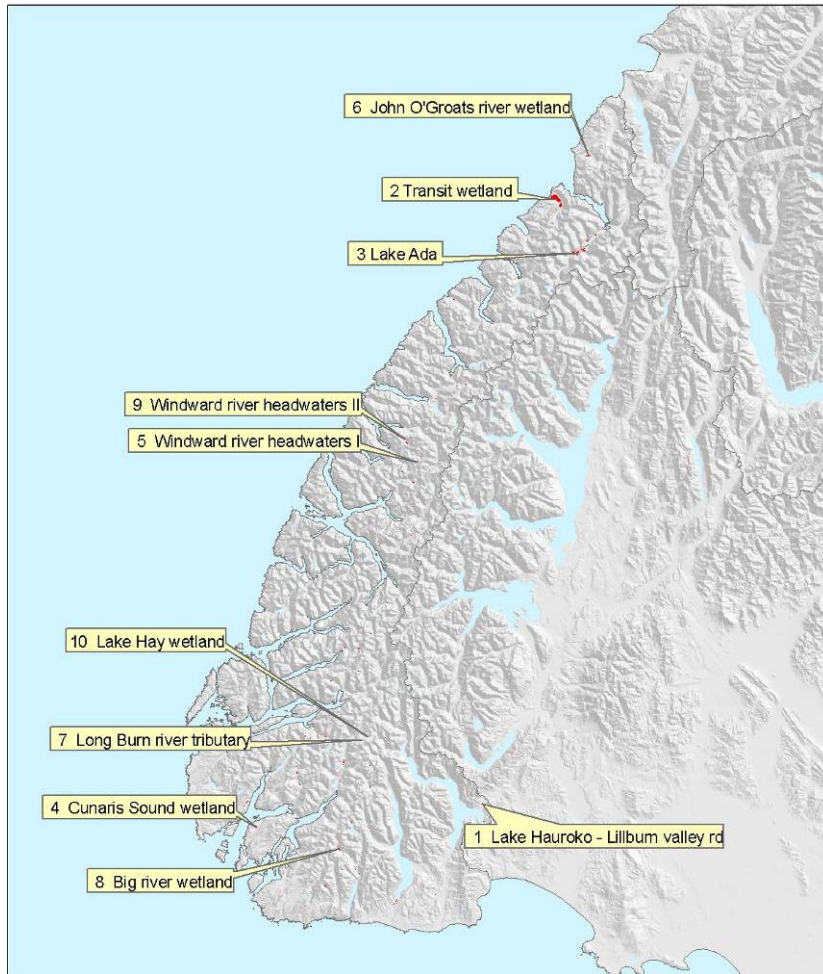 6 John O'Groats river wetland
2 Transit wetland
3 Lake Ada
9 Windward river headwaters II
5 Windward river headwaters I
10 Lake Hay wetland
7 Long Burn river tributary
4 Cunaris Sound wetland
1 Lake Hauroko - Lillburn valley rd
8 Big river wetland